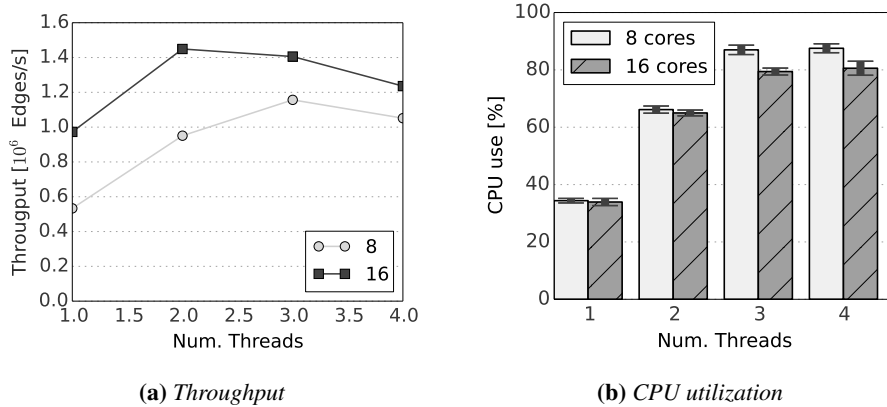 1.6
1.4
1.2
1.0
0.8
0.6
0.4
0.2
0.0
Througput [10⁶ Edges/s]
8
16
1.0 1.5 2.0 2.5 3.0 3.5 4.0
Num. Threads
(a) Throughput
100
80
60
40
20
0
CPU use [%]
8 cores
16 cores
1 2 3 4
Num. Threads
(b) CPU utilization